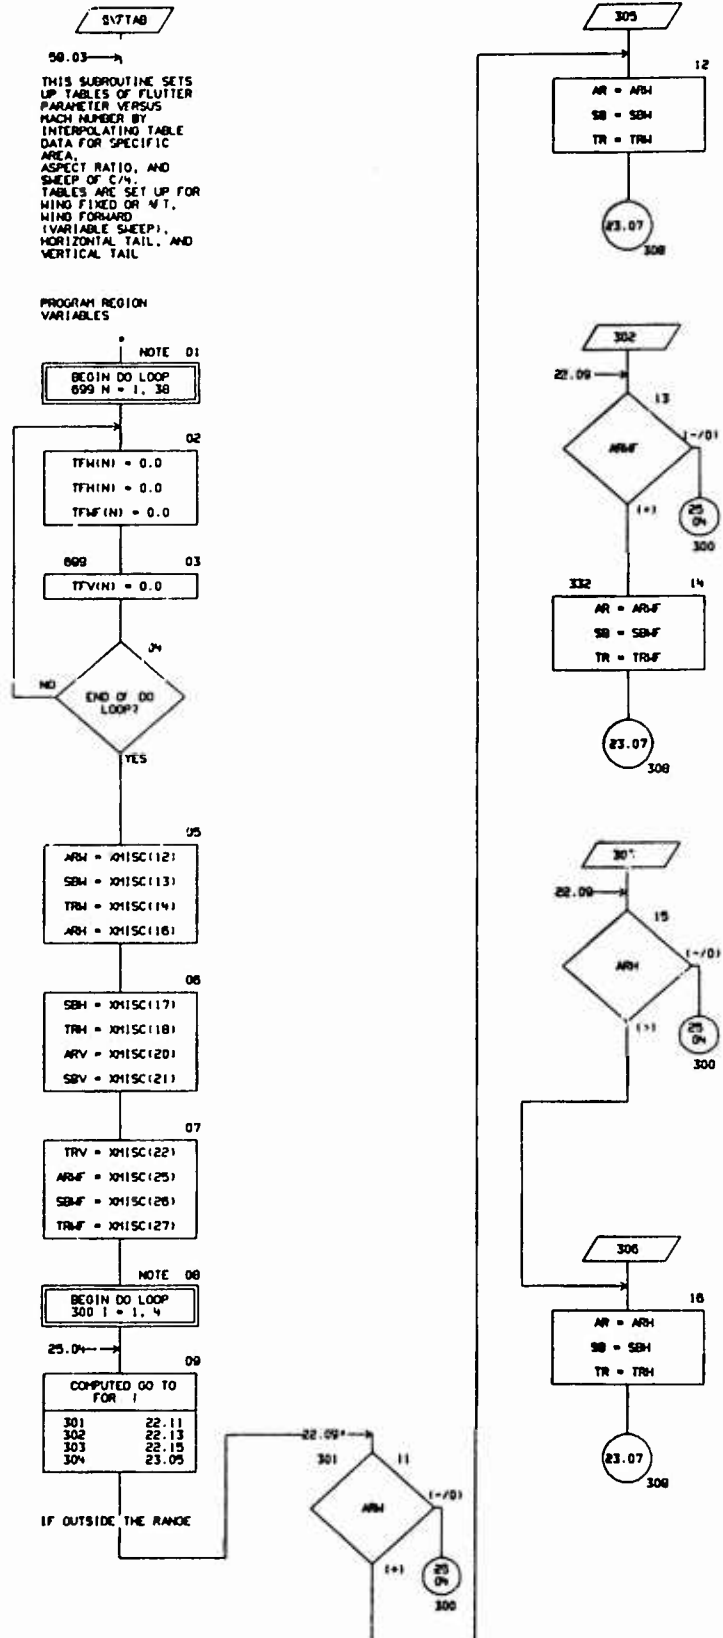 58.03
THIS SUBROUTINE SETS
UP TABLES OF FLUTTER
PARAMETER VERSUS
MACH NUMBER BY
INTERPOLATING TABLE
DATA FOR SPECIFIC
AREA,
ASPECT RATIO, AND
SWEEP OF C/4.
TABLES ARE SET UP FOR
WING FIXED OR
WING FORWARD
(VARIABLE SWEEP),
HORIZONTAL TAIL, AND
VERTICAL TAIL
PROGRAM REGION
VARIABLES
NOTE 01
BEGIN DO LOOP
699 N = 1, 38
02
TFW(N) = 0.0
TFH(N) = 0.0
TFWF(N) = 0.0
699 03
TFV(N) = 0.0
04
NO
END OF DO
LOOP?
YES
05
ARW = XMISC(12)
SBW = XMISC(13)
TRW = XMISC(14)
ARH = XMISC(16)
06
SBH = XMISC(17)
TRH = XMISC(18)
ARV = XMISC(20)
SBV = XMISC(21)
07
TRV = XMISC(22)
ARWF = XMISC(25)
SBWF = XMISC(26)
TRWF = XMISC(27)
NOTE 08
BEGIN DO LOOP
300 I = 1, 4
25.04
09
COMPUTED GO TO
FOR I
301 22.11
302 22.13
303 22.15
304 23.05
IF OUTSIDE THE RANGE
22.09*
301 11
ARW
(-/0)
(+)
25
04
300
305
12
AR = ARW
SB = SBW
TR = TRW
23.07
308
302
22.09
13
ARWF
(-/0)
(+)
25
04
300
332 14
AR = ARWF
SB = SBWF
TR = TRWF
23.07
308
22.09
15
ARH
(-/0)
25
04
300
306
16
AR = ARH
SB = SBH
TR = TRH
23.07
308